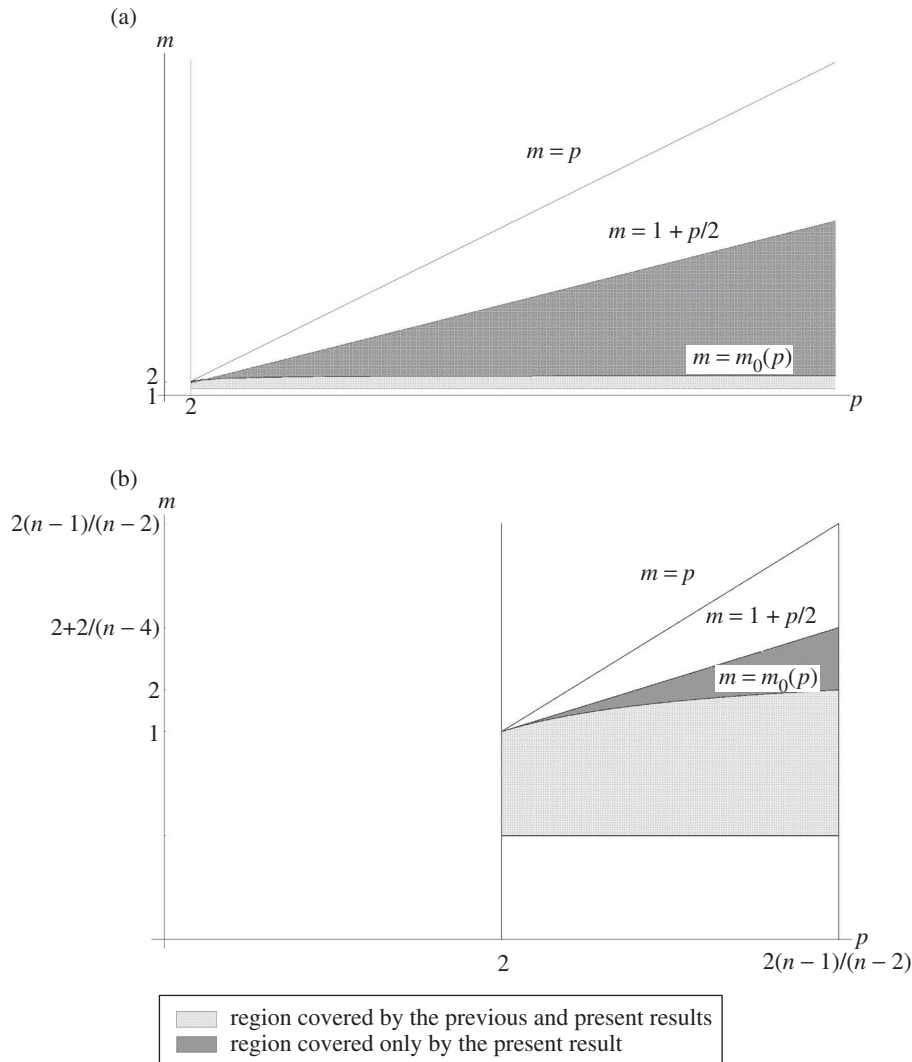 (a)
m
m = p
m = 1 + p/2
m = m₀(p)
2
1
2
p
(b)
m
2(n − 1)/(n − 2)
m = p
2+2/(n − 4)
m = 1 + p/2
m = m₀(p)
2
1
p
2
2(n − 1)/(n − 2)
region covered by the previous and present results
region covered only by the present result